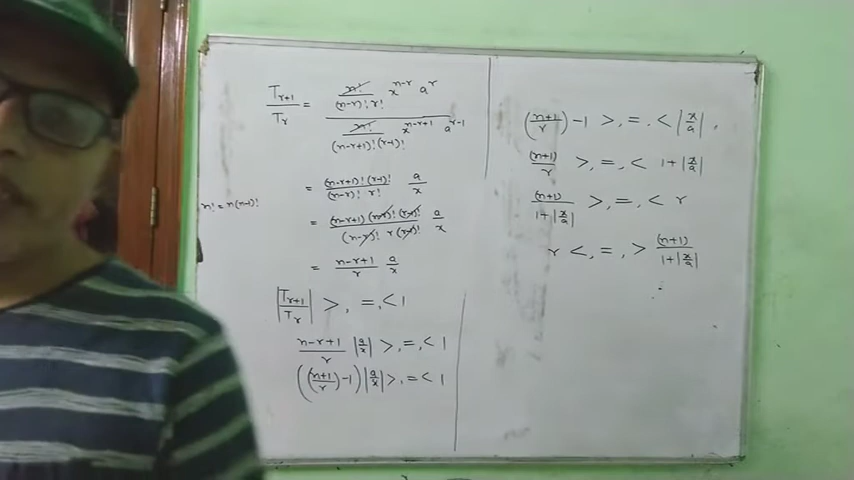 T_{r+1}/T_r = (n!/((n-r)! r!) x^{n-r} a^r) / (n!/((n-r+1)! (r-1)!) x^{n-r+1} a^{r-1})
n! = n(n-1)!
= ((n-r+1)! (r-1)!)/((n-r)! r!) a/x
= ((n-r+1)(n-r)! (r-1)!)/((n-r)! r(r-1)!) a/x
= (n-r+1)/r a/x
|T_{r+1}/T_r| >, =, < 1
(n-r+1)/r |a/x| >, =, < 1
(((n+1)/r) -1) |a/x| >, = < 1
((n+1)/r) -1 >, =, < |x/a|,
(n+1)/r >, =, < 1+|x/a|
(n+1)/(1+|x/a|) >, =, < r
r <, =, > (n+1)/(1+|x/a|)